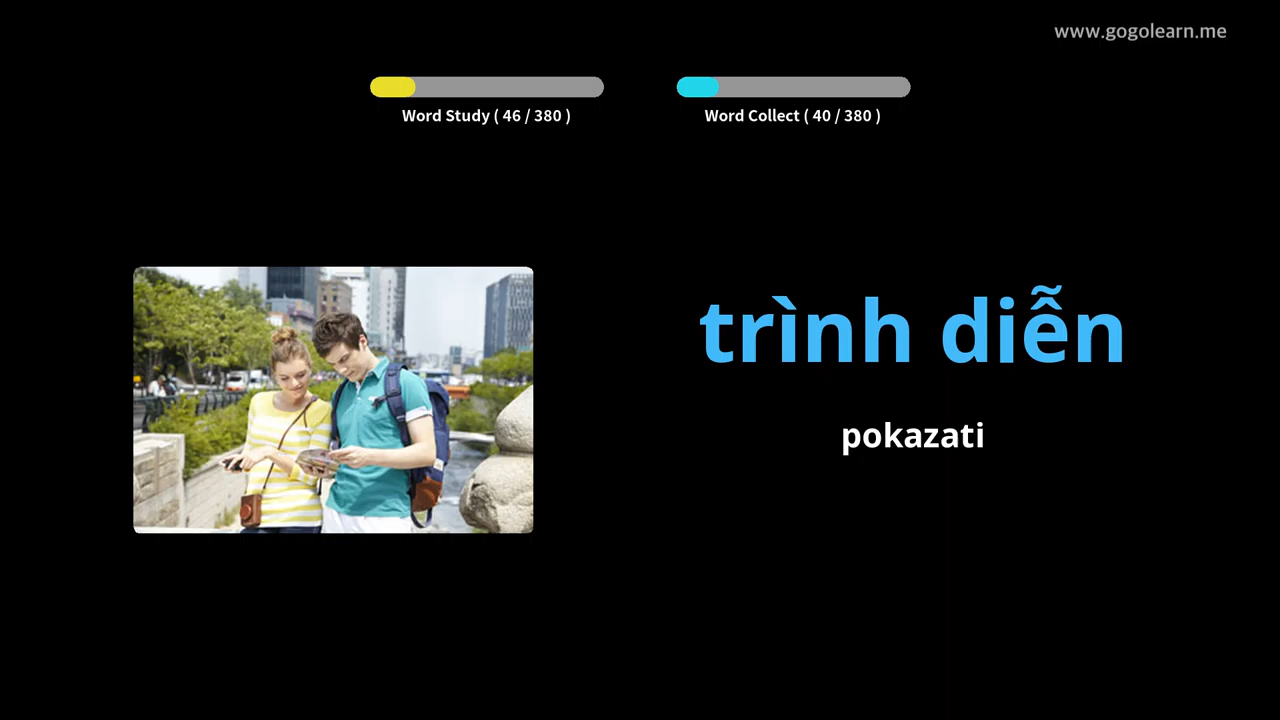 www.gogolearn.me
Word Study ( 46 / 380 )
Word Collect ( 40 / 380 )
trình diễn
pokazati